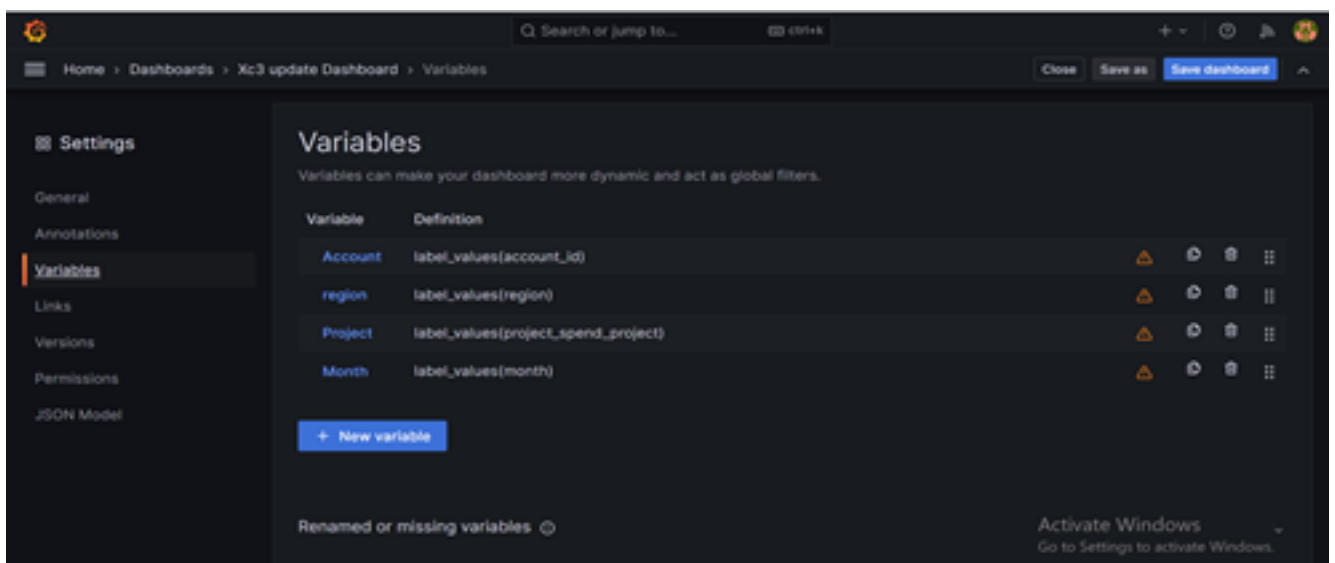 Search or jump to... ctrl+k
Home › Dashboards › Xc3 update Dashboard › Variables Close Save as Save dashboard
Settings
General
Annotations
Variables
Links
Versions
Permissions
JSON Model
Variables
Variables can make your dashboard more dynamic and act as global filters.
Variable Definition
Account label_values(account_id)
region label_values(region)
Project label_values(project_spend_project)
Month label_values(month)
+ New variable
Renamed or missing variables
Activate Windows
Go to Settings to activate Windows.